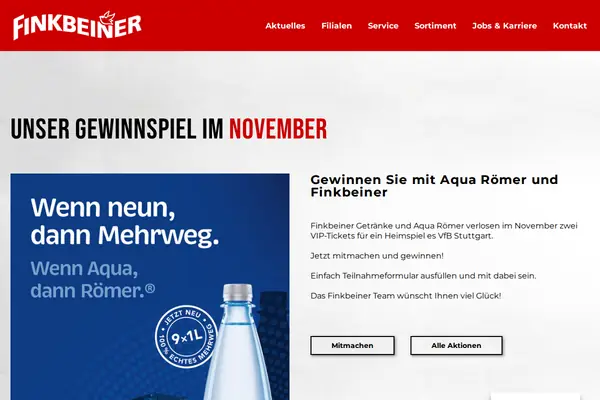 FINKBEINER
Aktuelles Filialen Service Sortiment Jobs & Karriere Kontakt
UNSER GEWINNSPIEL IM NOVEMBER
Wenn neun,
dann Mehrweg.
Wenn Aqua,
dann Römer.®
JETZT NEU
9x1L
100% ECHTES MEHRWEG
Gewinnen Sie mit Aqua Römer und
Finkbeiner
Finkbeiner Getränke und Aqua Römer verlosen im November zwei
VIP-Tickets für ein Heimspiel es VfB Stuttgart.
Jetzt mitmachen und gewinnen!
Einfach Teilnahmeformular ausfüllen und mit dabei sein.
Das Finkbeiner Team wünscht Ihnen viel Glück!
Mitmachen Alle Aktionen